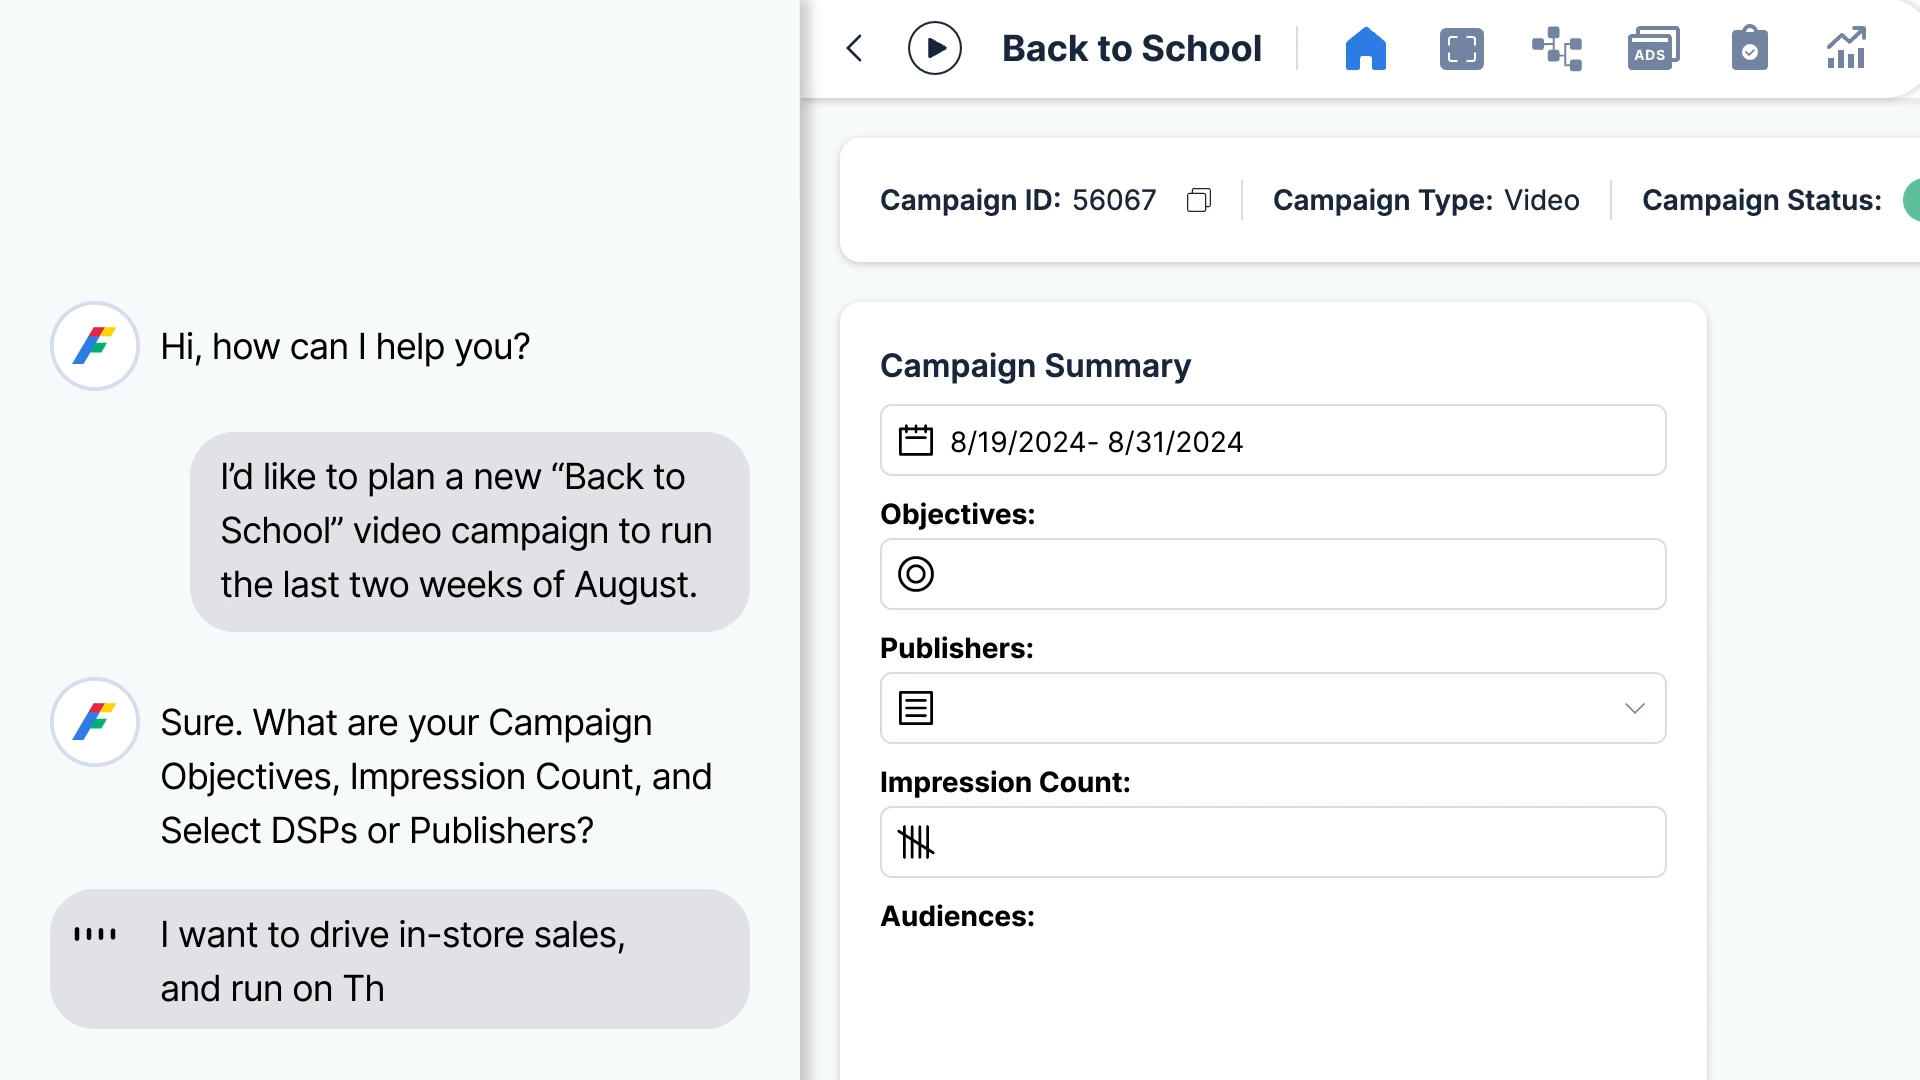 Back to School
ADS
Campaign ID: 56067
Campaign Type: Video
Campaign Status:
Hi, how can I help you?
I’d like to plan a new “Back to
School” video campaign to run
the last two weeks of August.
Sure. What are your Campaign
Objectives, Impression Count, and
Select DSPs or Publishers?
I want to drive in-store sales,
and run on Th
Campaign Summary
8/19/2024- 8/31/2024
Objectives:
Publishers:
Impression Count:
Audiences: